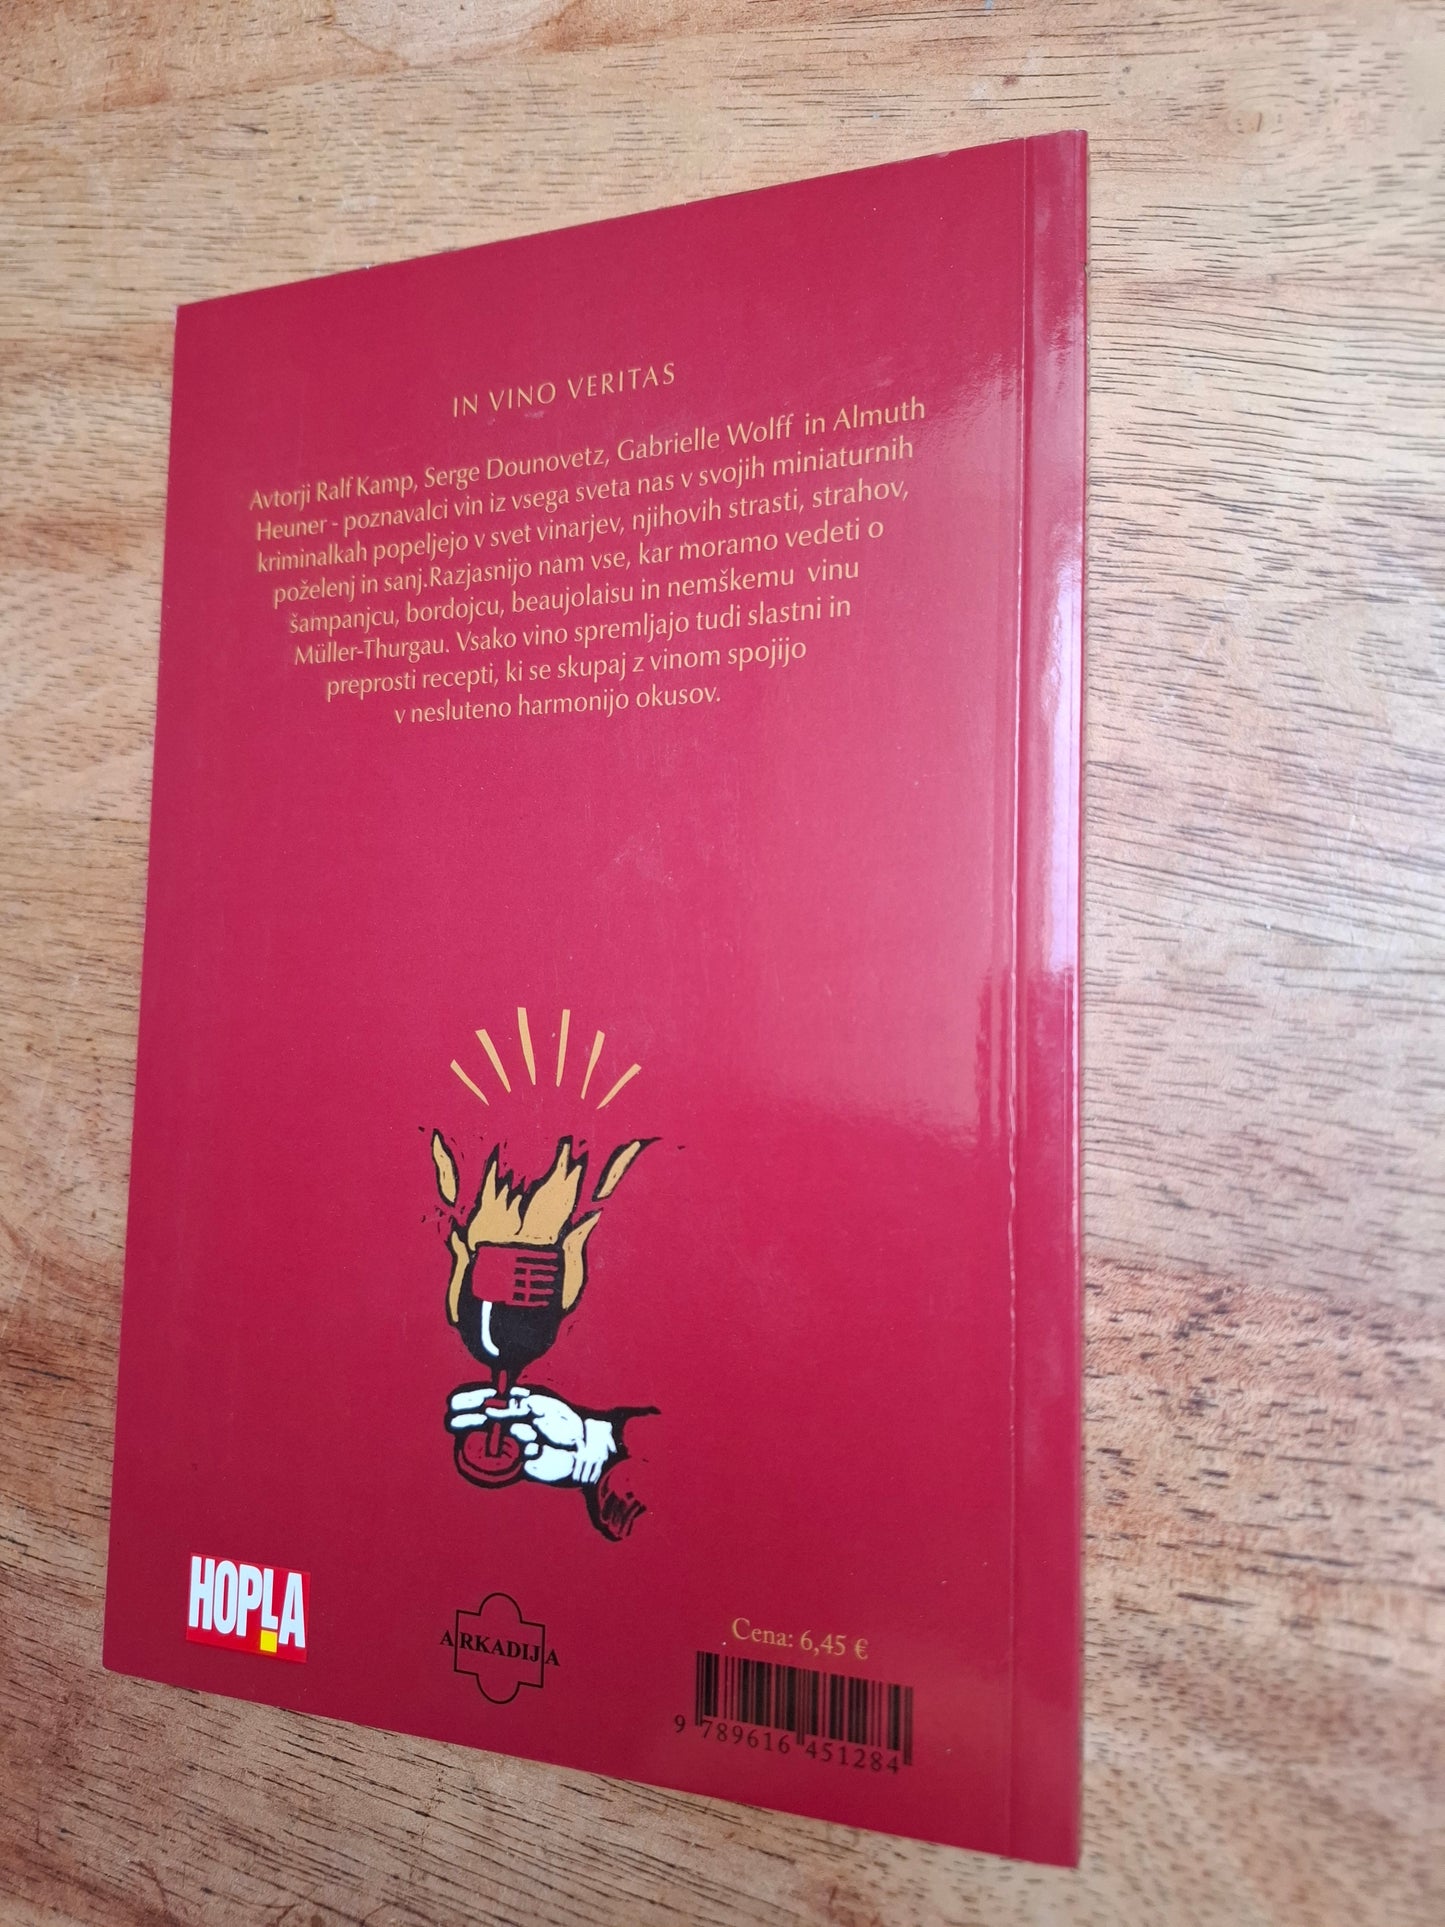 IN VINO VERITAS
Avtorji Ralf Kamp, Serge Dounovetz, Gabrielle Wolff in Almuth
Heuner - poznavalci vin iz vsega sveta nas v svojih miniaturnih
kriminalkah popeljejo v svet vinarjev, njihovih strasti, strahov,
poželenj in sanj.Razjasnijo nam vse, kar moramo vedeti o
šampanjcu, bordojcu, beaujolaisu in nemškemu vinu
Müller-Thurgau. Vsako vino spremljajo tudi slastni in
preprosti recepti, ki se skupaj z vinom spojijo
v nesluteno harmonijo okusov.
HOPLA
ARKADIJA
Cena: 6,45 €
9 789616 451284